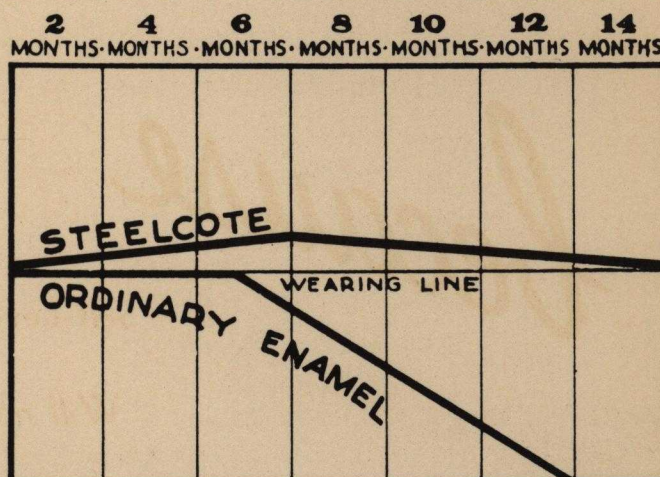 2 4 6 8 10 12 14
MONTHS · MONTHS · MONTHS · MONTHS · MONTHS · MONTHS MONTHS
STEELCOTE
WEARING LINE
ORDINARY ENAMEL